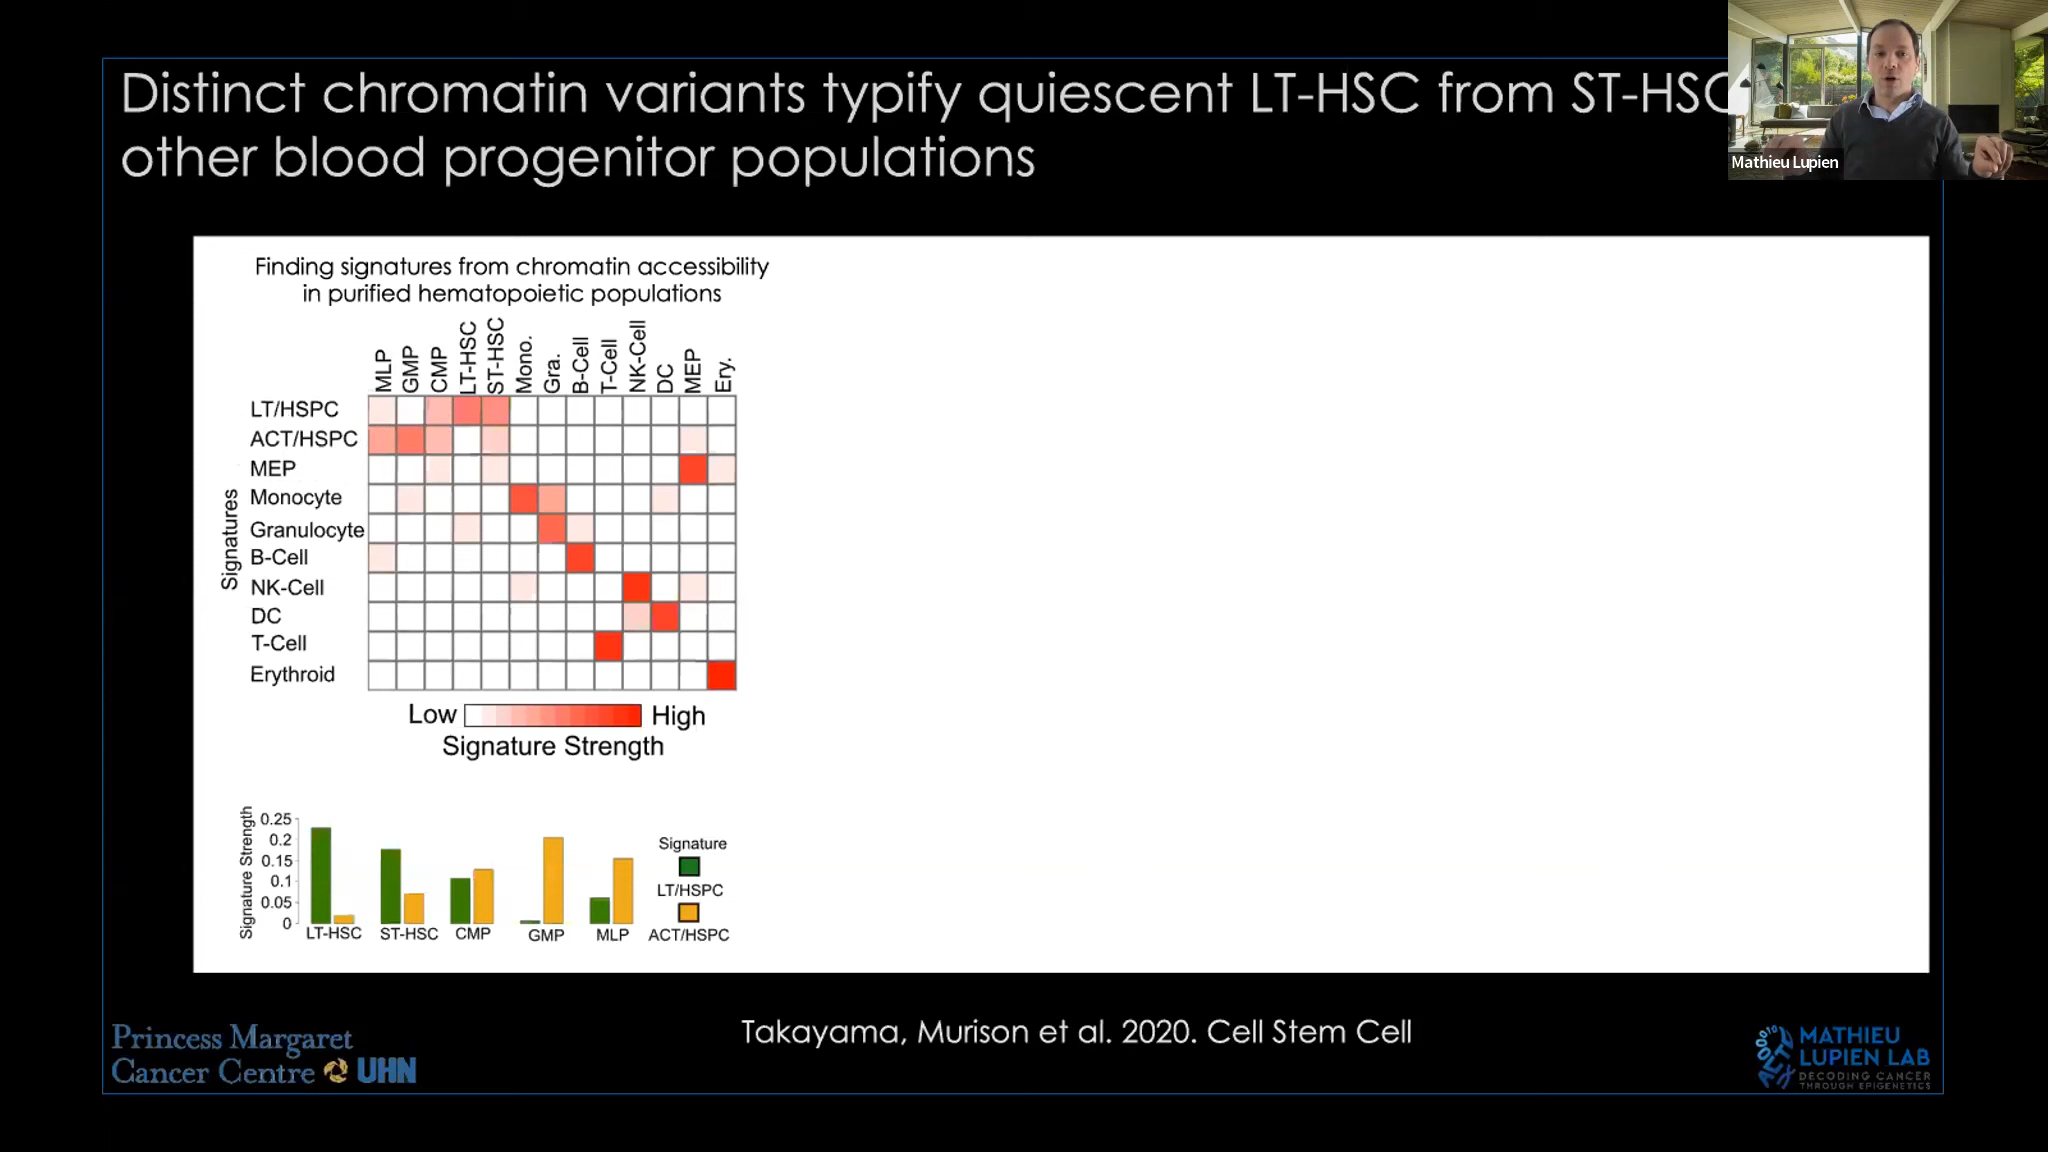 Distinct chromatin variants typify quiescent LT-HSC from ST-HSC
other blood progenitor populations
Mathieu Lupien
Finding signatures from chromatin accessibility
in purified hematopoietic populations
MLP
GMP
CMP
LT-HSC
ST-HSC
Mono.
Gra.
B-Cell
T-Cell
NK-Cell
DC
MEP
Ery.
Signatures
LT/HSPC
ACT/HSPC
MEP
Monocyte
Granulocyte
B-Cell
NK-Cell
DC
T-Cell
Erythroid
Low High
Signature Strength
Signature Strength
0.25
0.2
0.15
0.1
0.05
0
LT-HSC ST-HSC CMP GMP MLP
Signature
LT/HSPC
ACT/HSPC
Takayama, Murison et al. 2020. Cell Stem Cell
Princess Margaret
Cancer Centre UHN
MATHIEU
LUPIEN LAB
DECODING CANCER
THROUGH EPIGENETICS